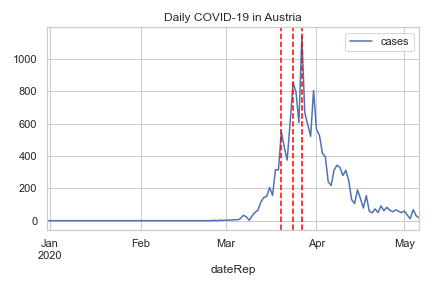 Daily COVID-19 in Austria
cases
1000
800
600
400
200
0
Jan
2020
Feb
Mar
Apr
May
dateRep